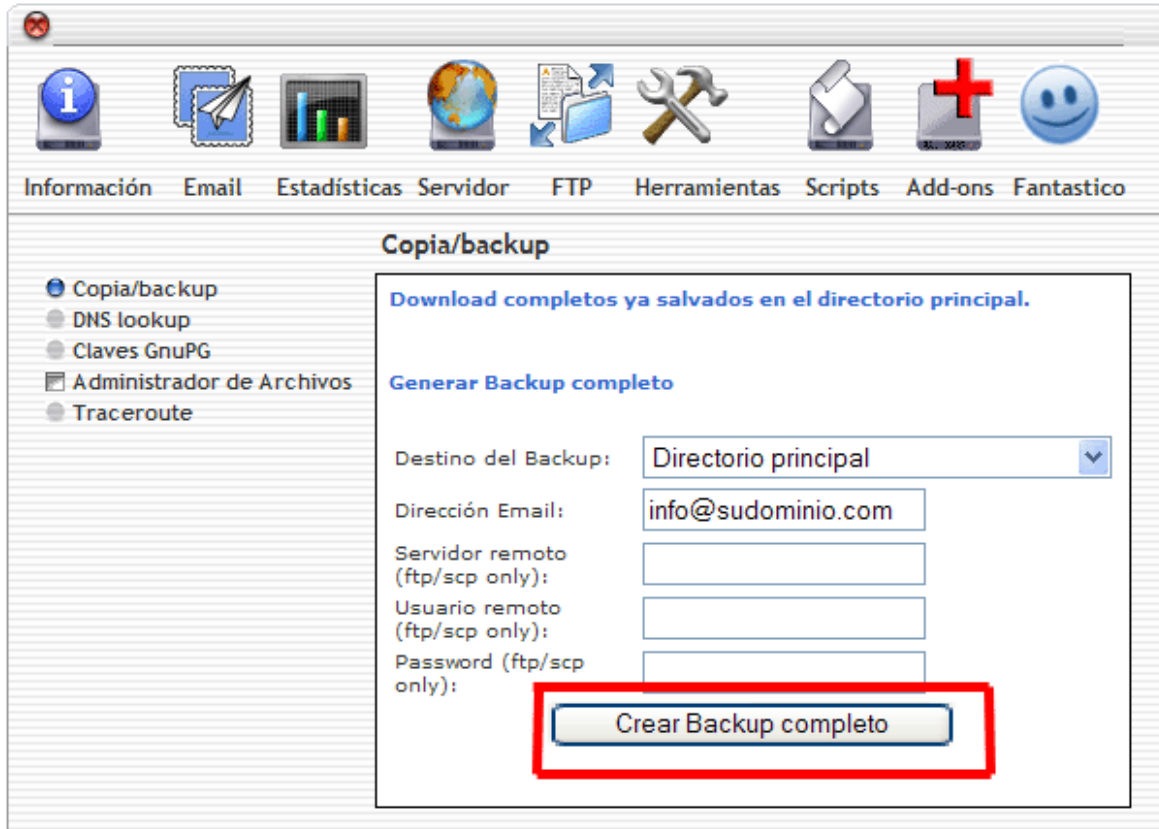 Información Email Estadísticas Servidor FTP Herramientas Scripts Add-ons Fantastico
Copia/backup
Copia/backup
DNS lookup
Claves GnuPG
Administrador de Archivos
Traceroute
Download completos ya salvados en el directorio principal.
Generar Backup completo
Destino del Backup: Directorio principal
Dirección Email: info@sudominio.com
Servidor remoto
(ftp/scp only):
Usuario remoto
(ftp/scp only):
Password (ftp/scp
only):
Crear Backup completo